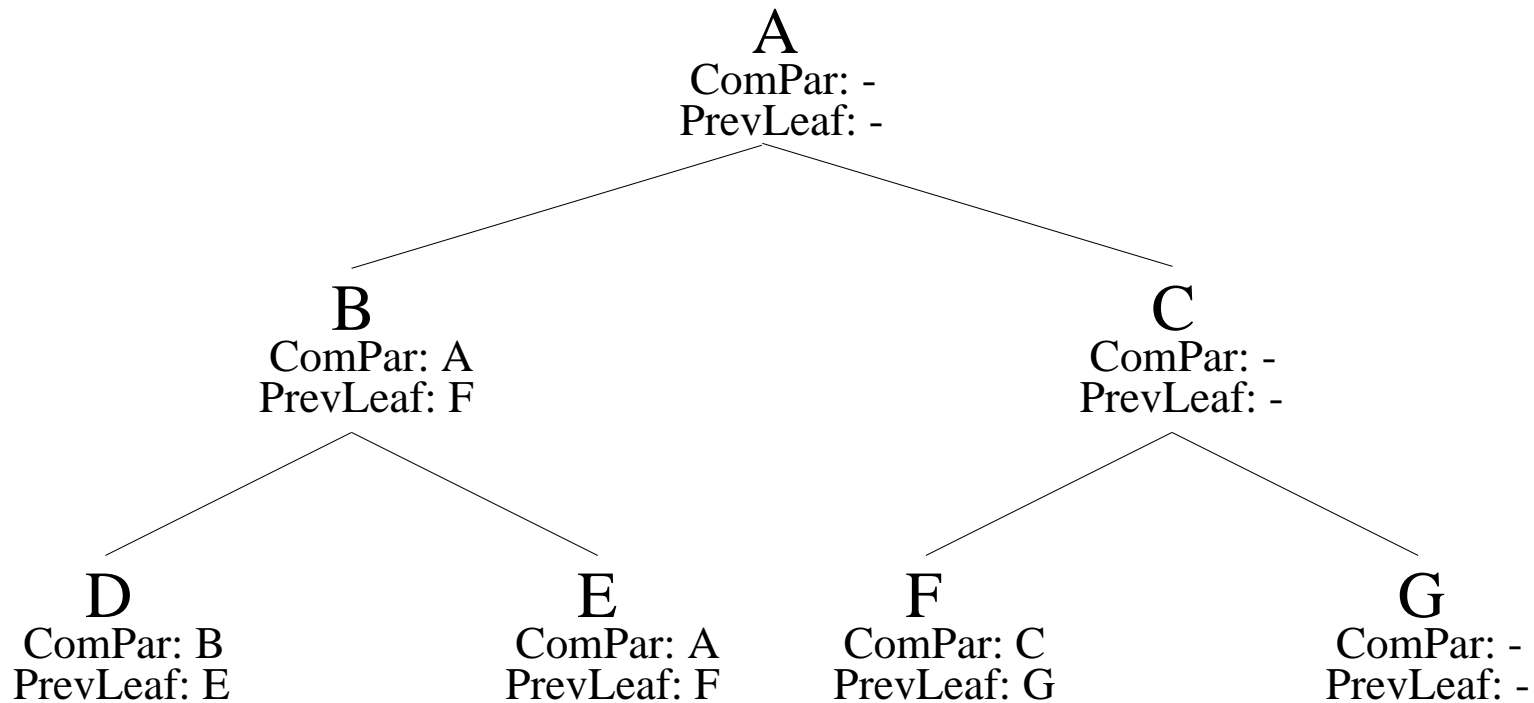 A
ComPar: -
PrevLeaf: -
B
ComPar: A
PrevLeaf: F
C
ComPar: -
PrevLeaf: -
D
ComPar: B
PrevLeaf: E
E
ComPar: A
PrevLeaf: F
F
ComPar: C
PrevLeaf: G
G
ComPar: -
PrevLeaf: -